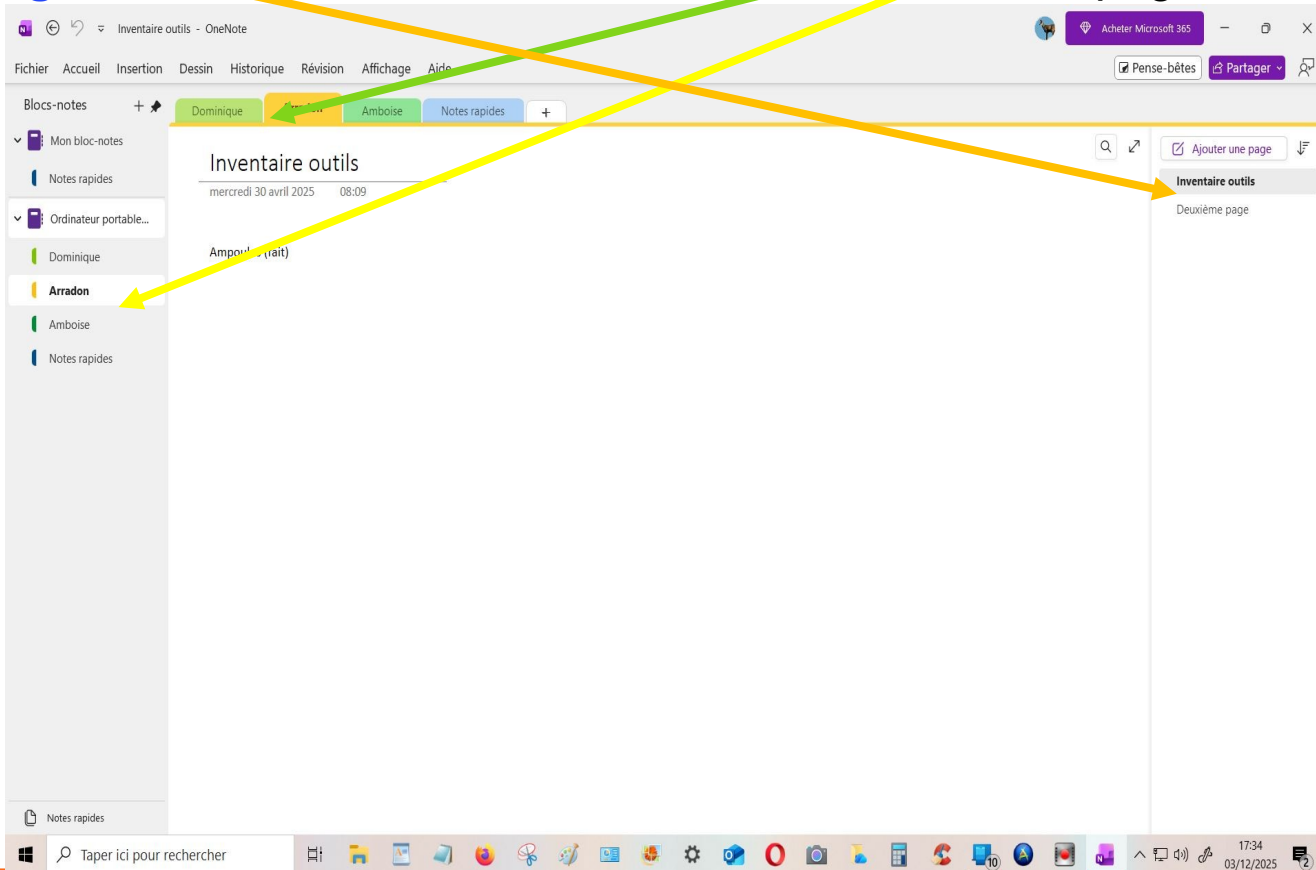 Inventaire outils - OneNote
Acheter Microsoft 365
Fichier Accueil Insertion Dessin Historique Révision Affichage Aide
Pense-bêtes Partager
Blocs-notes
Dominique Amboise Notes rapides +
Mon bloc-notes
Notes rapides
Ordinateur portable...
Dominique
Arradon
Amboise
Notes rapides
Inventaire outils
mercredi 30 avril 2025 08:09
(fait)
Ajouter une page
Inventaire outils
Deuxième page
Notes rapides
Taper ici pour rechercher
10
17:34
03/12/2025
2